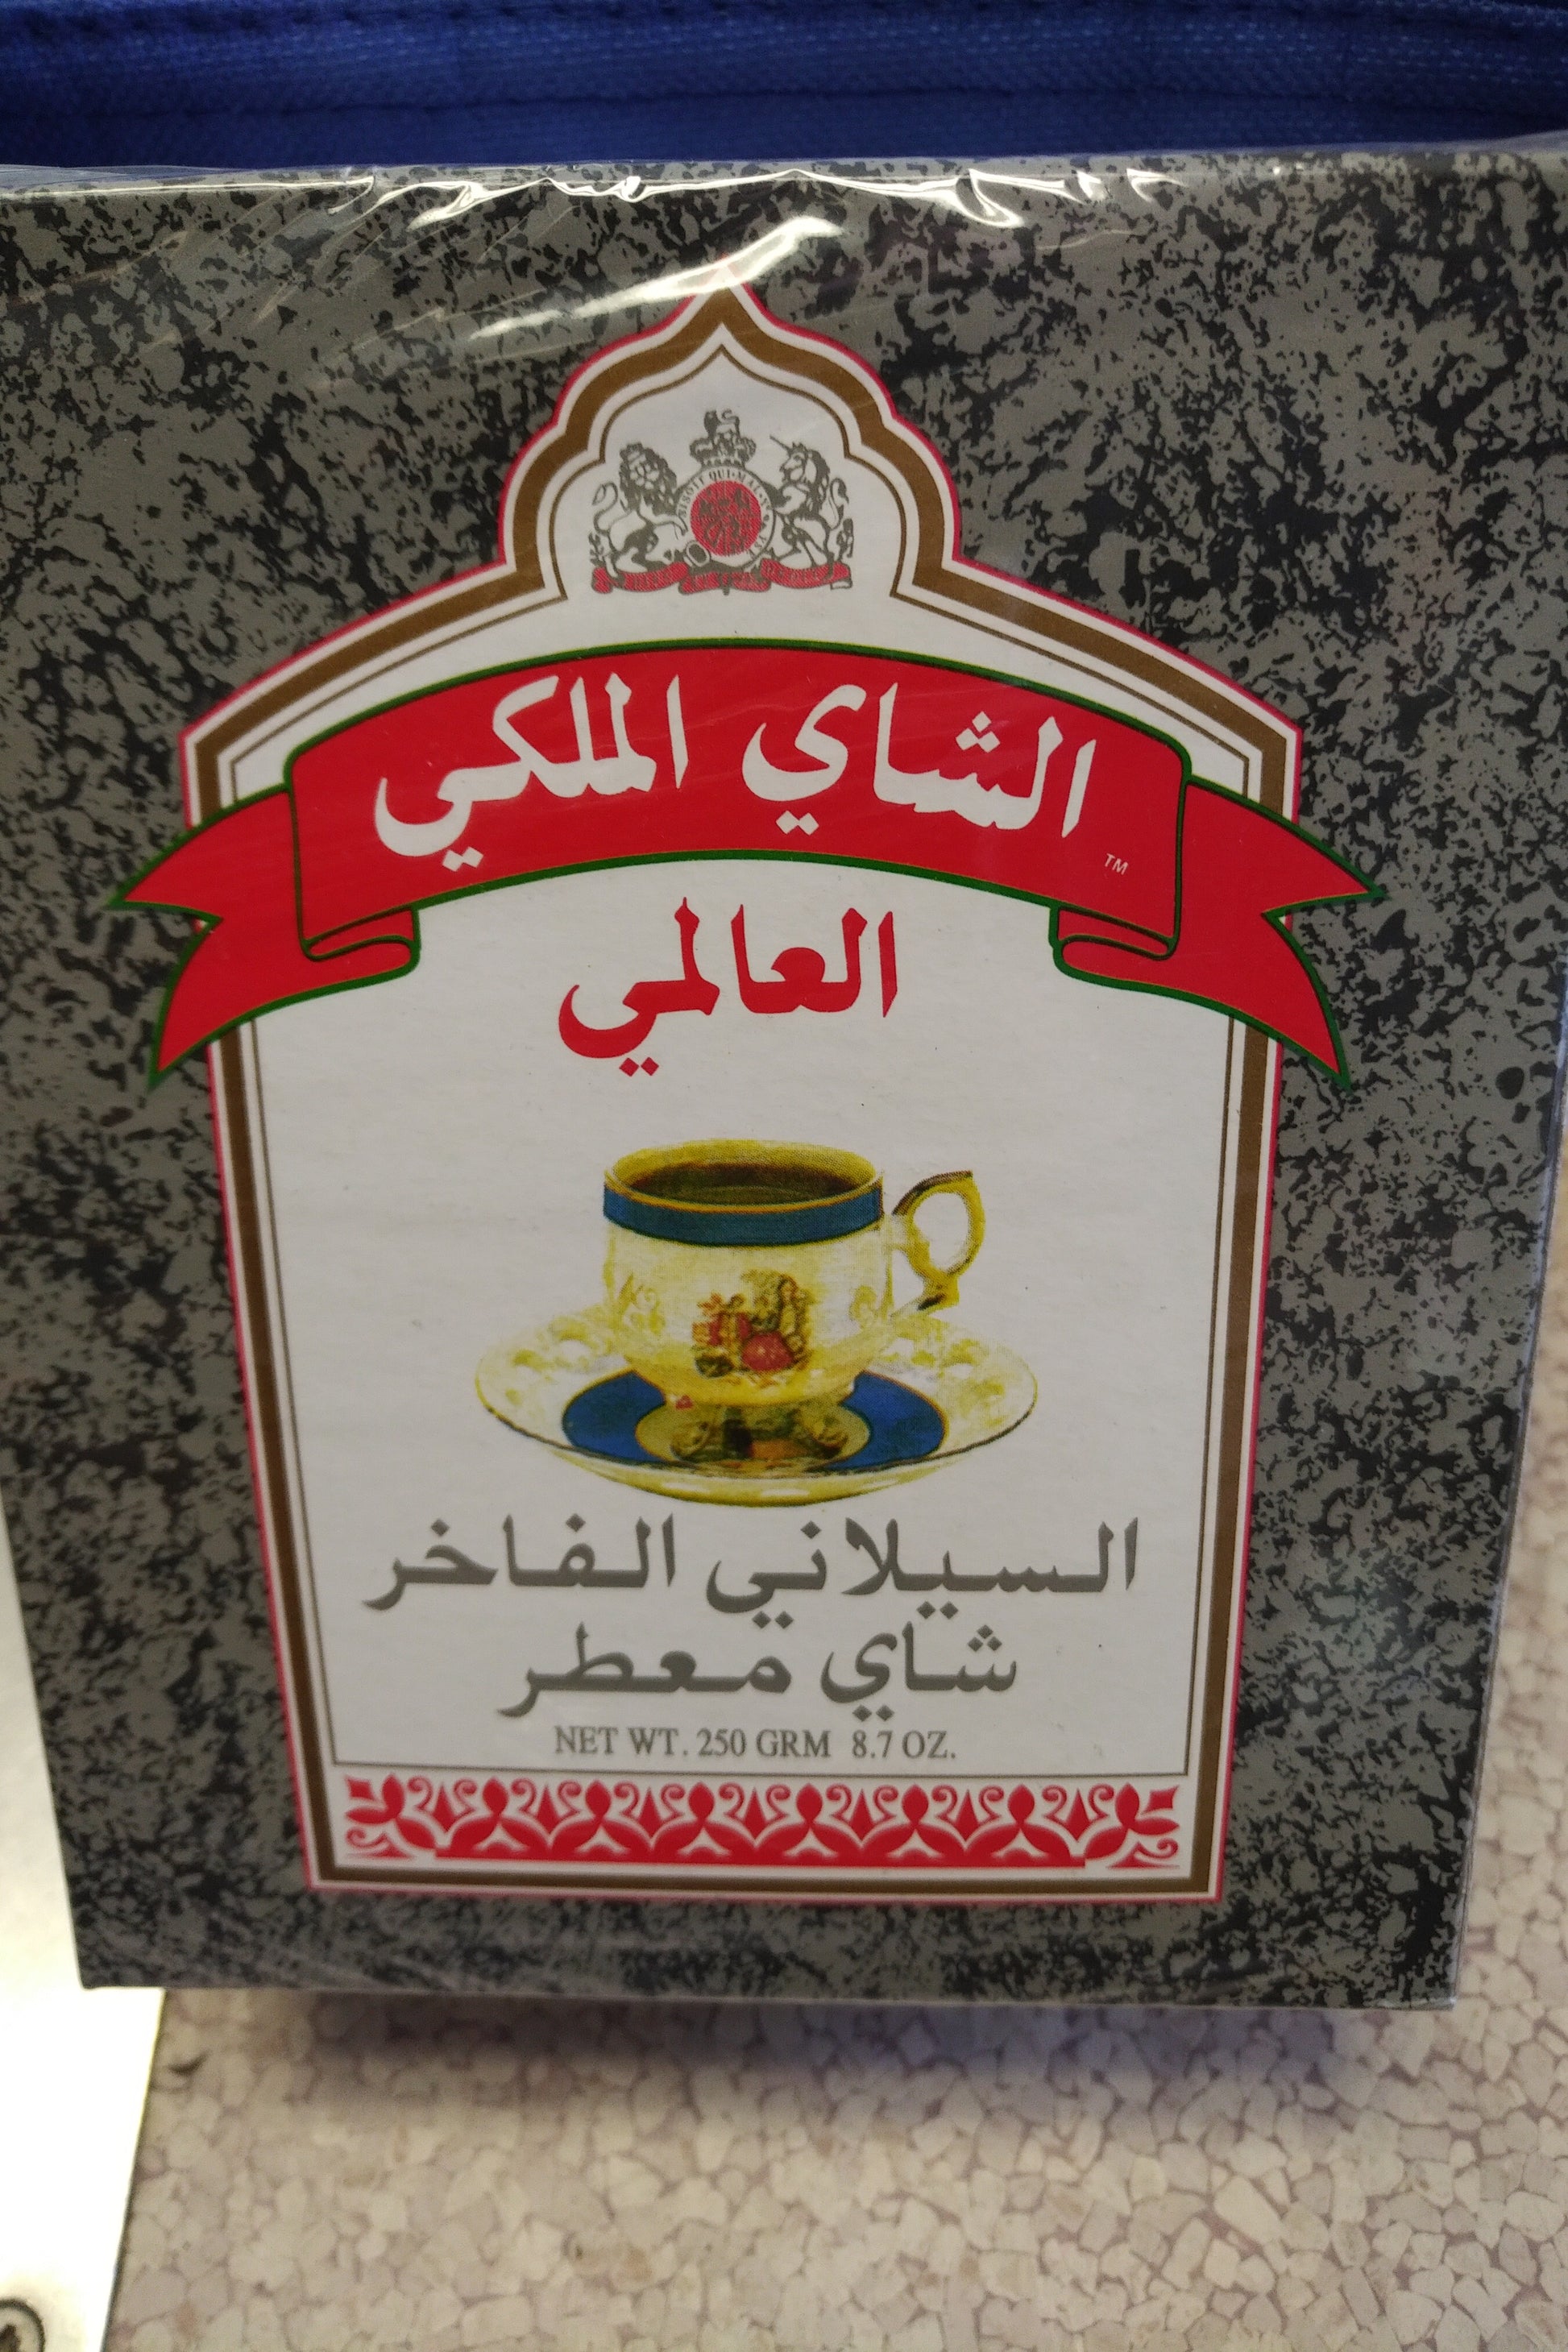 الشاي الملكي
TM
العالمي
السيلاني الفاخر
شاي معطر
NET WT. 250 GRM 8.7 OZ.